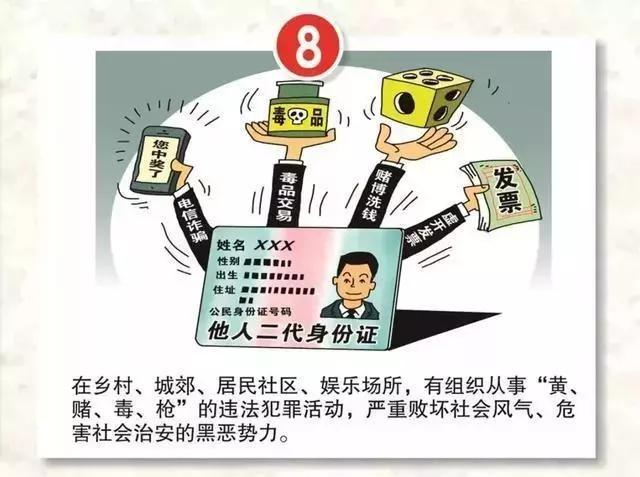 8
您中奖了
毒品
发票
电信诈骗
毒品交易
赌博洗钱
虚开发票
姓名 XXX
性别
出生
住址
公民身份证号码
他人二代身份证
在乡村、城郊、居民社区、娱乐场所，有组织从事“黄、
赌、毒、枪”的违法犯罪活动，严重败坏社会风气、危
害社会治安的黑恶势力。